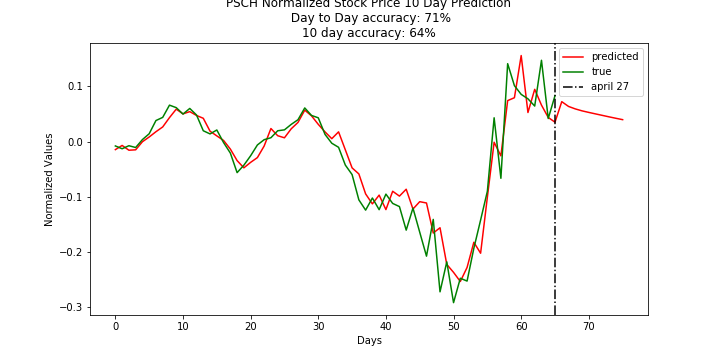 PSCH Normalized Stock Price 10 Day Prediction
Day to Day accuracy: 71%
10 day accuracy: 64%
predicted
true
april 27
Normalized Values
0.1
0.0
−0.1
−0.2
−0.3
0 10 20 30 40 50 60 70
Days